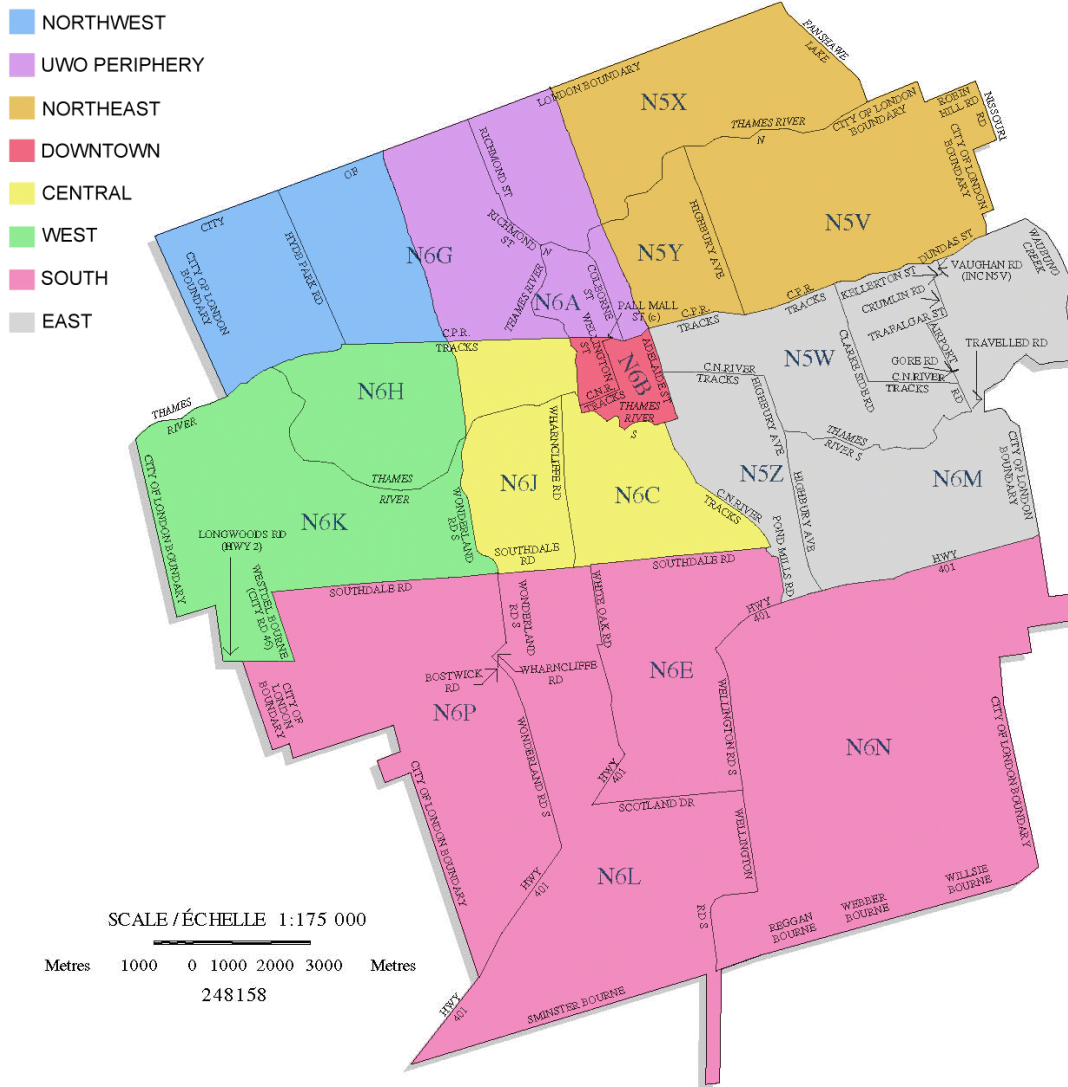 NORTHWEST
UWO PERIPHERY
NORTHEAST
DOWNTOWN
CENTRAL
WEST
SOUTH
EAST
FANSHAWE
LAKE
LONDON BOUNDARY
N5X
THAMES RIVER
N
CITY OF LONDON
BOUNDARY
ROBIN
HILL RD
NISSOURI
RD
CITY OF LONDON
BOUNDARY
RICHMOND ST
OF
CITY
HYDE PARK RD
CITY OF LONDON
BOUNDARY
N6G
RICHMOND
ST
N
THAMES RIVER
COLBORNE
ST
N6A
N5Y
HIGHBURY AVE
N5V
DUNDAS ST
WAUBUNO
CREEK
KELLERTON ST
VAUGHAN RD
(INC N5V)
CRUMLIN RD
TRAFALGAR ST
AIRPORT
RD
TRAVELLED RD
GORE RD
C.N.RIVER
TRACKS
PALL MALL
ST (c)
C.P.R.
TRACKS
C.P.R.
TRACKS
C.P.R.
TRACKS
WELLINGTON
ST
N6B
ADELAIDE ST
C.N.R.
TRACKS
THAMES
RIVER
S
N5W
CLARKE SIDE RD
C.N.RIVER
TRACKS
HIGHBURY AVE
THAMES
RIVER S
N6H
THAMES
RIVER
THAMES
RIVER
CITY OF LONDON BOUNDARY
N6K
WONDERLAND
RD S
N6J
WHARNCLIFFE RD
N6C
C.N.RIVER
TRACKS
N5Z
HIGHBURY AVE
POND MILLS RD
N6M
CITY OF LONDON
BOUNDARY
HWY
401
LONGWOODS RD
(HWY 2)
WESTDEL BOURNE
(CITY RD 46)
SOUTHDALE RD
SOUTHDALE
RD
SOUTHDALE RD
WONDERLAND
RD S
WHITE OAK RD
HWY
401
BOSTWICK
RD
WHARNCLIFFE
RD
N6E
WELLINGTON RD S
CITY OF
LONDON
BOUNDARY
N6P
WONDERLAND RD S
HWY
401
N6N
CITY OF LONDON BOUNDARY
CITY OF LONDON BOUNDARY
SCOTLAND DR
WELLINGTON
RD S
N6L
HWY
401
REGGAN
BOURNE
WEBBER
BOURNE
WILLSIE
BOURNE
SCALE / ÉCHELLE 1:175 000
Metres 1000 0 1000 2000 3000 Metres
248158
HWY
401
SMINSTER BOURNE